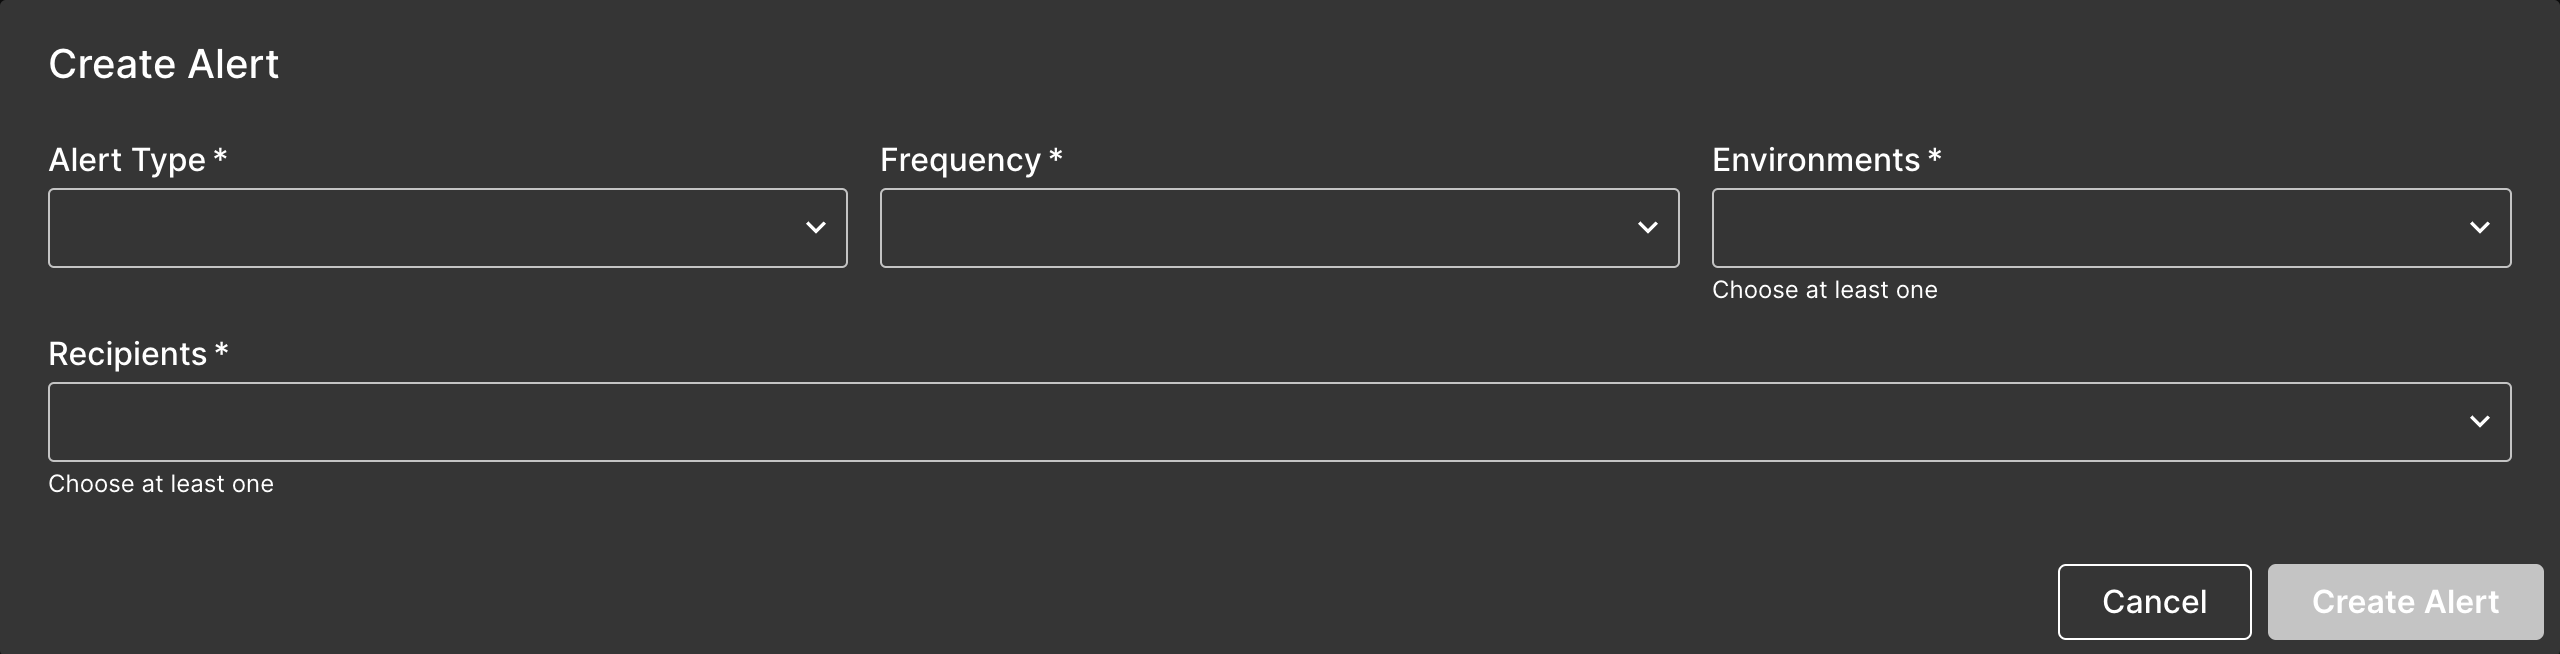 Create Alert
Alert Type *
Frequency *
Environments *
Choose at least one
Recipients *
Choose at least one
Cancel
Create Alert